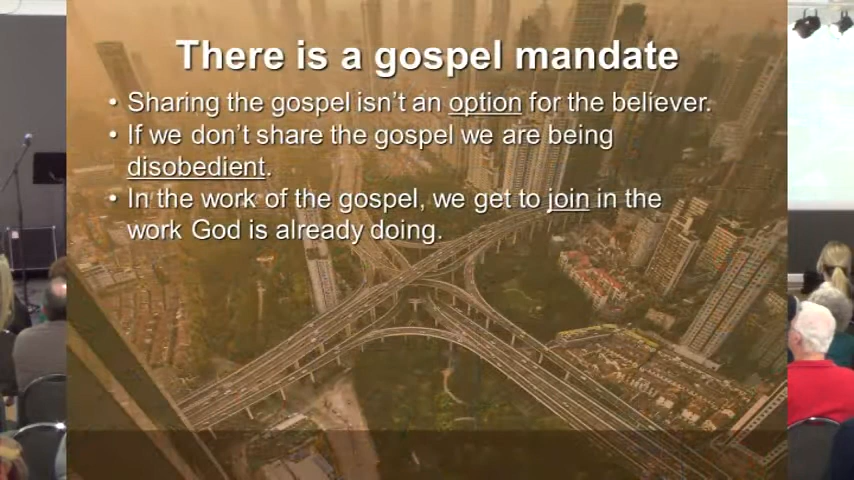 There is a gospel mandate
• Sharing the gospel isn't an option for the believer.
• If we don't share the gospel we are being
disobedient.
• In the work of the gospel, we get to join in the
work God is already doing.